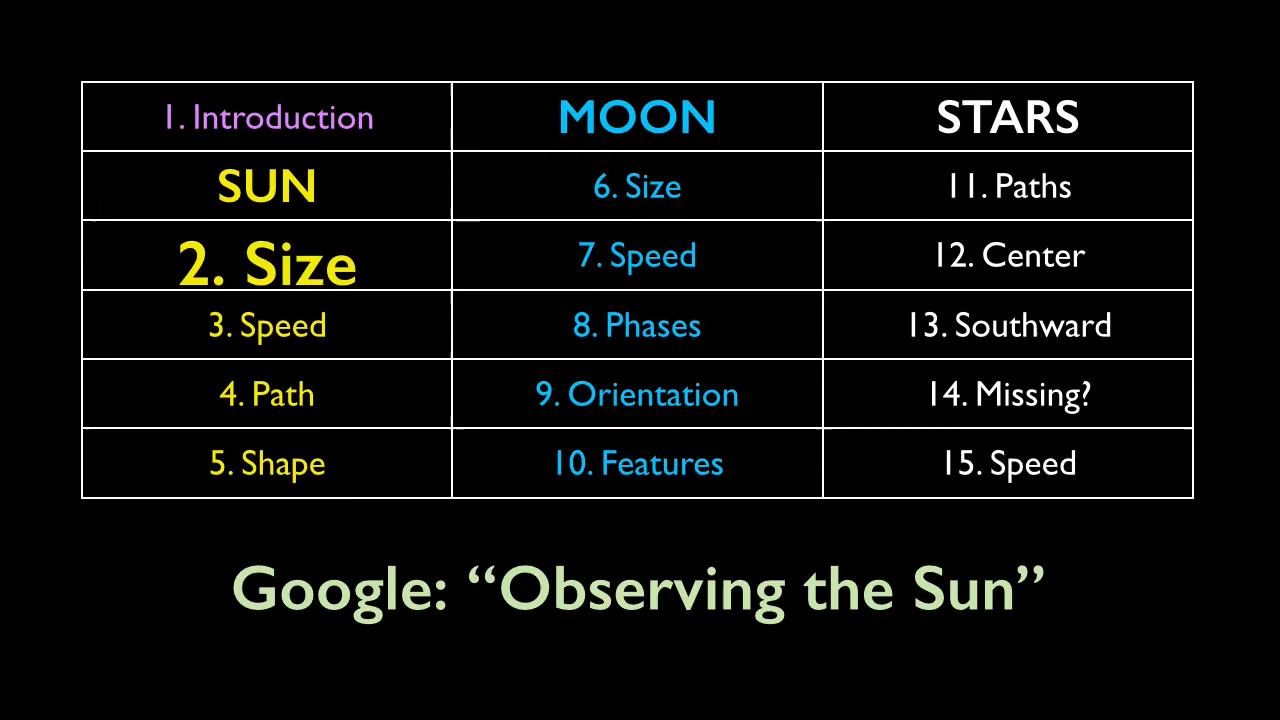 1. Introduction
MOON
STARS
SUN
6. Size
11. Paths
2. Size
7. Speed
12. Center
3. Speed
8. Phases
13. Southward
4. Path
9. Orientation
14. Missing?
5. Shape
10. Features
15. Speed
Google: “Observing the Sun”